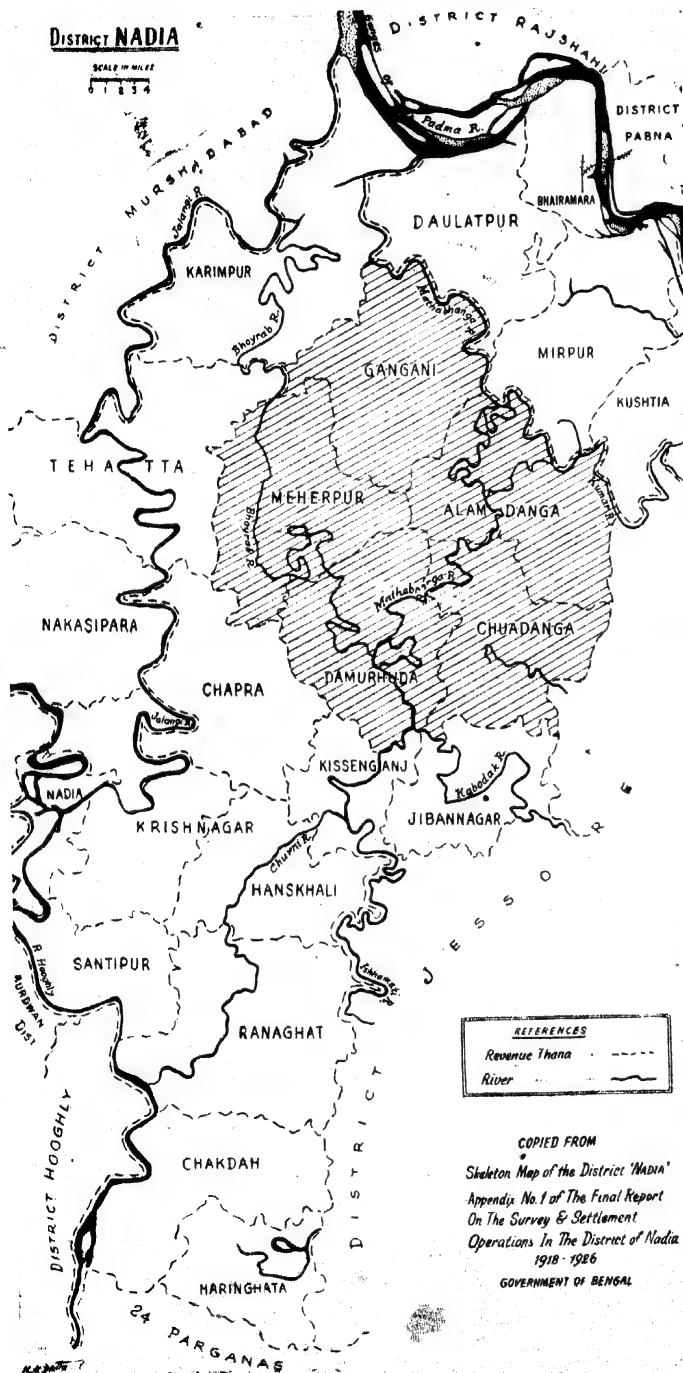 DISTRICT NADIA
SCALE IN MILES
0 1 2 3 4
DISTRICT RAJSHAHI
DISTRICT MURSHADABAD
Ganges
Padma R.
DISTRICT
PABNA
BHAIRAMARA
DAULATPUR
Jalangi R.
KARIMPUR
Bhoyrab R.
Mathabhanga R.
GANGANI
MIRPUR
KUSHTIA
TEHATTA
MEHERPUR
ALAMDANGA
Kumar R.
Bhoyrab R.
NAKASIPARA
CHUADANGA
DAMURHUDA
CHAPRA
Jalangi R.
KISSENGANJ
Kabodak R.
NADIA
KRISHNAGAR
JIBANNAGAR
Churni R.
HANSKHALI
SANTIPUR
R. Hooghly
BURDWAN
DIST
RANAGHAT
DISTRICT JESSORE
REFERENCES
Revenue Thana
River
DISTRICT HOOGHLY
CHAKDAH
HARINGHATA
24 PARGANAS
COPIED FROM
Skeleton Map of the District 'NADIA'
Appendix No. 1 of The Final Report
On The Survey & Settlement
Operations In The District of Nadia
1918 - 1926
GOVERNMENT OF BENGAL